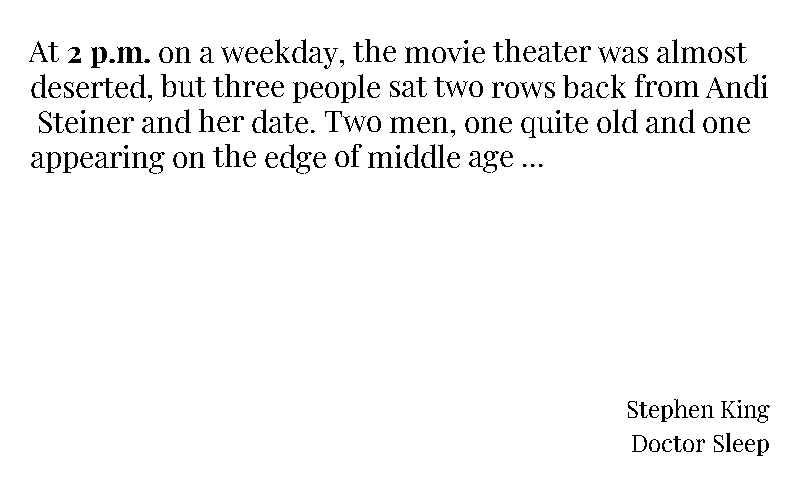 At 2 p.m. on a weekday, the movie theater was almost
deserted, but three people sat two rows back from Andi
Steiner and her date. Two men, one quite old and one
appearing on the edge of middle age ...
Stephen King
Doctor Sleep